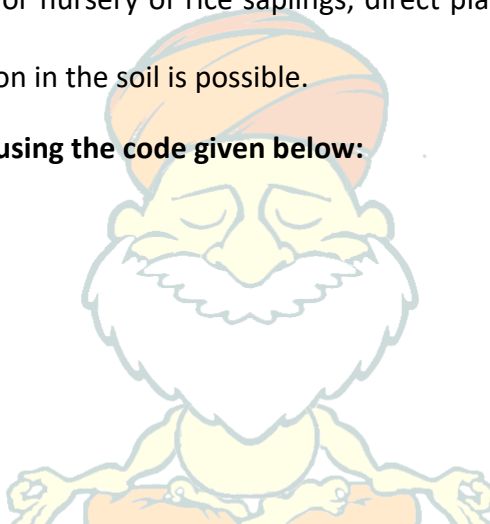 or nursery of rice saplings, direct pla
on in the soil is possible.
using the code given below: